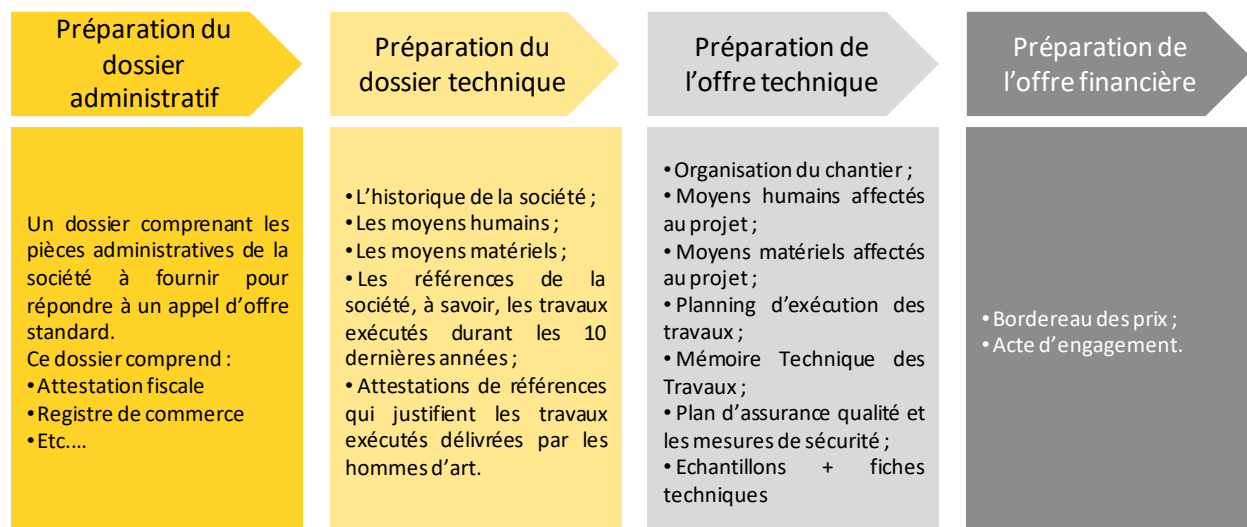 Préparation du
dossier
administratif
Un dossier comprenant les
pièces administratives de la
société à fournir pour
répondre à un appel d’offre
standard.
Ce dossier comprend :
• Attestation fiscale
• Registre de commerce
• Etc.…
Préparation du
dossier technique
• L’historique de la société ;
• Les moyens humains ;
• Les moyens matériels ;
• Les références de la
société, à savoir, les travaux
exécutés durant les 10
dernières années ;
• Attestations de références
qui justifient les travaux
exécutés délivrées par les
hommes d’art.
Préparation de
l’offre technique
• Organisation du chantier ;
• Moyens humains affectés
au projet ;
• Moyens matériels affectés
au projet ;
• Planning d’exécution des
travaux ;
• Mémoire Technique des
Travaux ;
• Plan d’assurance qualité et
les mesures de sécurité ;
• Echantillons + fiches
techniques
Préparation de
l’offre financière
• Bordereau des prix ;
• Acte d’engagement.